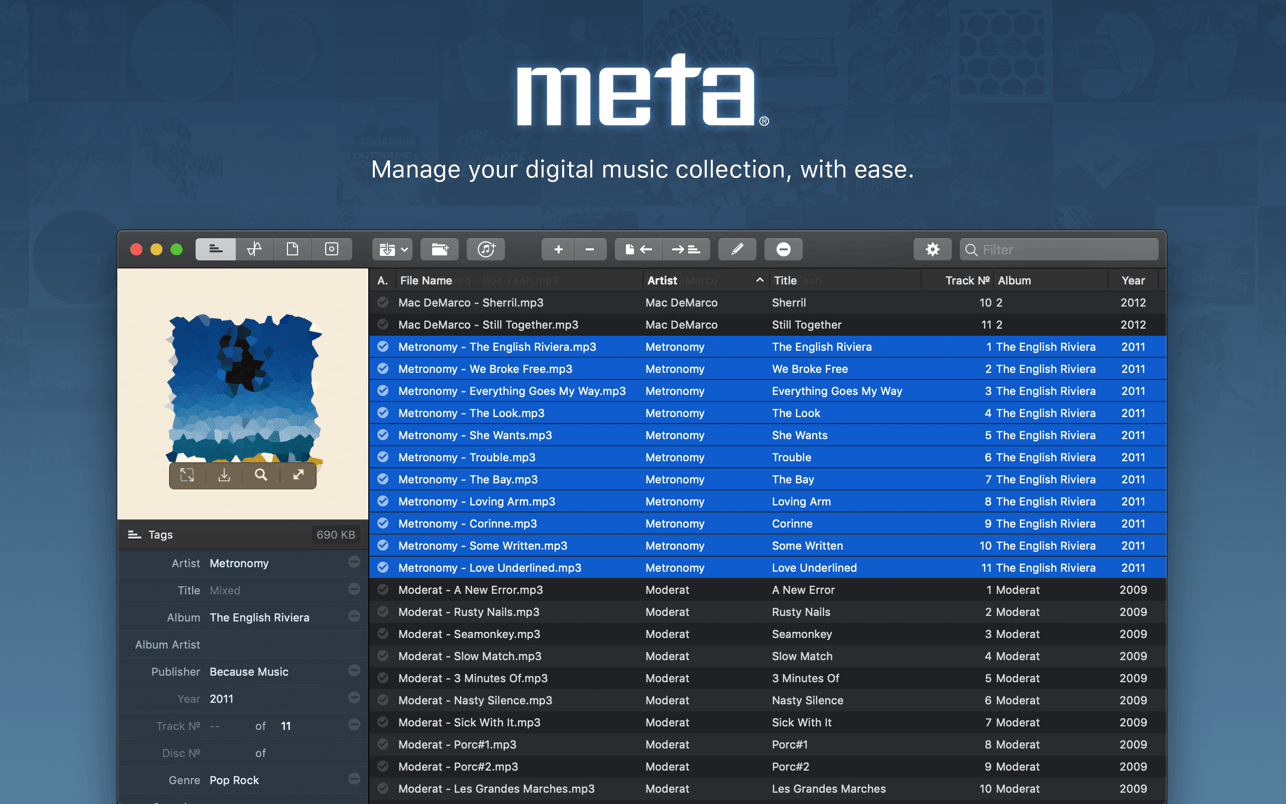 meta®
Manage your digital music collection, with ease.
Filter
A. File Name Artist Title Track Nº Album Year
Mac DeMarco - Sherril.mp3 Mac DeMarco Sherril 10 2 2012
Mac DeMarco - Still Together.mp3 Mac DeMarco Still Together 11 2 2012
Metronomy - The English Riviera.mp3 Metronomy The English Riviera 1 The English Riviera 2011
Metronomy - We Broke Free.mp3 Metronomy We Broke Free 2 The English Riviera 2011
Metronomy - Everything Goes My Way.mp3 Metronomy Everything Goes My Way 3 The English Riviera 2011
Metronomy - The Look.mp3 Metronomy The Look 4 The English Riviera 2011
Metronomy - She Wants.mp3 Metronomy She Wants 5 The English Riviera 2011
Metronomy - Trouble.mp3 Metronomy Trouble 6 The English Riviera 2011
Metronomy - The Bay.mp3 Metronomy The Bay 7 The English Riviera 2011
Metronomy - Loving Arm.mp3 Metronomy Loving Arm 8 The English Riviera 2011
Metronomy - Corinne.mp3 Metronomy Corinne 9 The English Riviera 2011
Metronomy - Some Written.mp3 Metronomy Some Written 10 The English Riviera 2011
Metronomy - Love Underlined.mp3 Metronomy Love Underlined 11 The English Riviera 2011
Moderat - A New Error.mp3 Moderat A New Error 1 Moderat 2009
Moderat - Rusty Nails.mp3 Moderat Rusty Nails 2 Moderat 2009
Moderat - Seamonkey.mp3 Moderat Seamonkey 3 Moderat 2009
Moderat - Slow Match.mp3 Moderat Slow Match 4 Moderat 2009
Moderat - 3 Minutes Of.mp3 Moderat 3 Minutes Of 5 Moderat 2009
Moderat - Nasty Silence.mp3 Moderat Nasty Silence 6 Moderat 2009
Moderat - Sick With It.mp3 Moderat Sick With It 7 Moderat 2009
Moderat - Porc#1.mp3 Moderat Porc#1 8 Moderat 2009
Moderat - Porc#2.mp3 Moderat Porc#2 9 Moderat 2009
Moderat - Les Grandes Marches.mp3 Moderat Les Grandes Marches 10 Moderat 2009
Tags 690 KB
Artist Metronomy
Title Mixed
Album The English Riviera
Album Artist
Publisher Because Music
Year 2011
Track Nº -- of 11
Disc Nº of
Genre Pop Rock